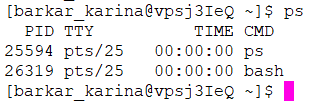 [barkar_karina@vpsj3IeQ ~]$ ps
  PID TTY          TIME CMD
25594 pts/25   00:00:00 ps
26319 pts/25   00:00:00 bash
[barkar_karina@vpsj3IeQ ~]$